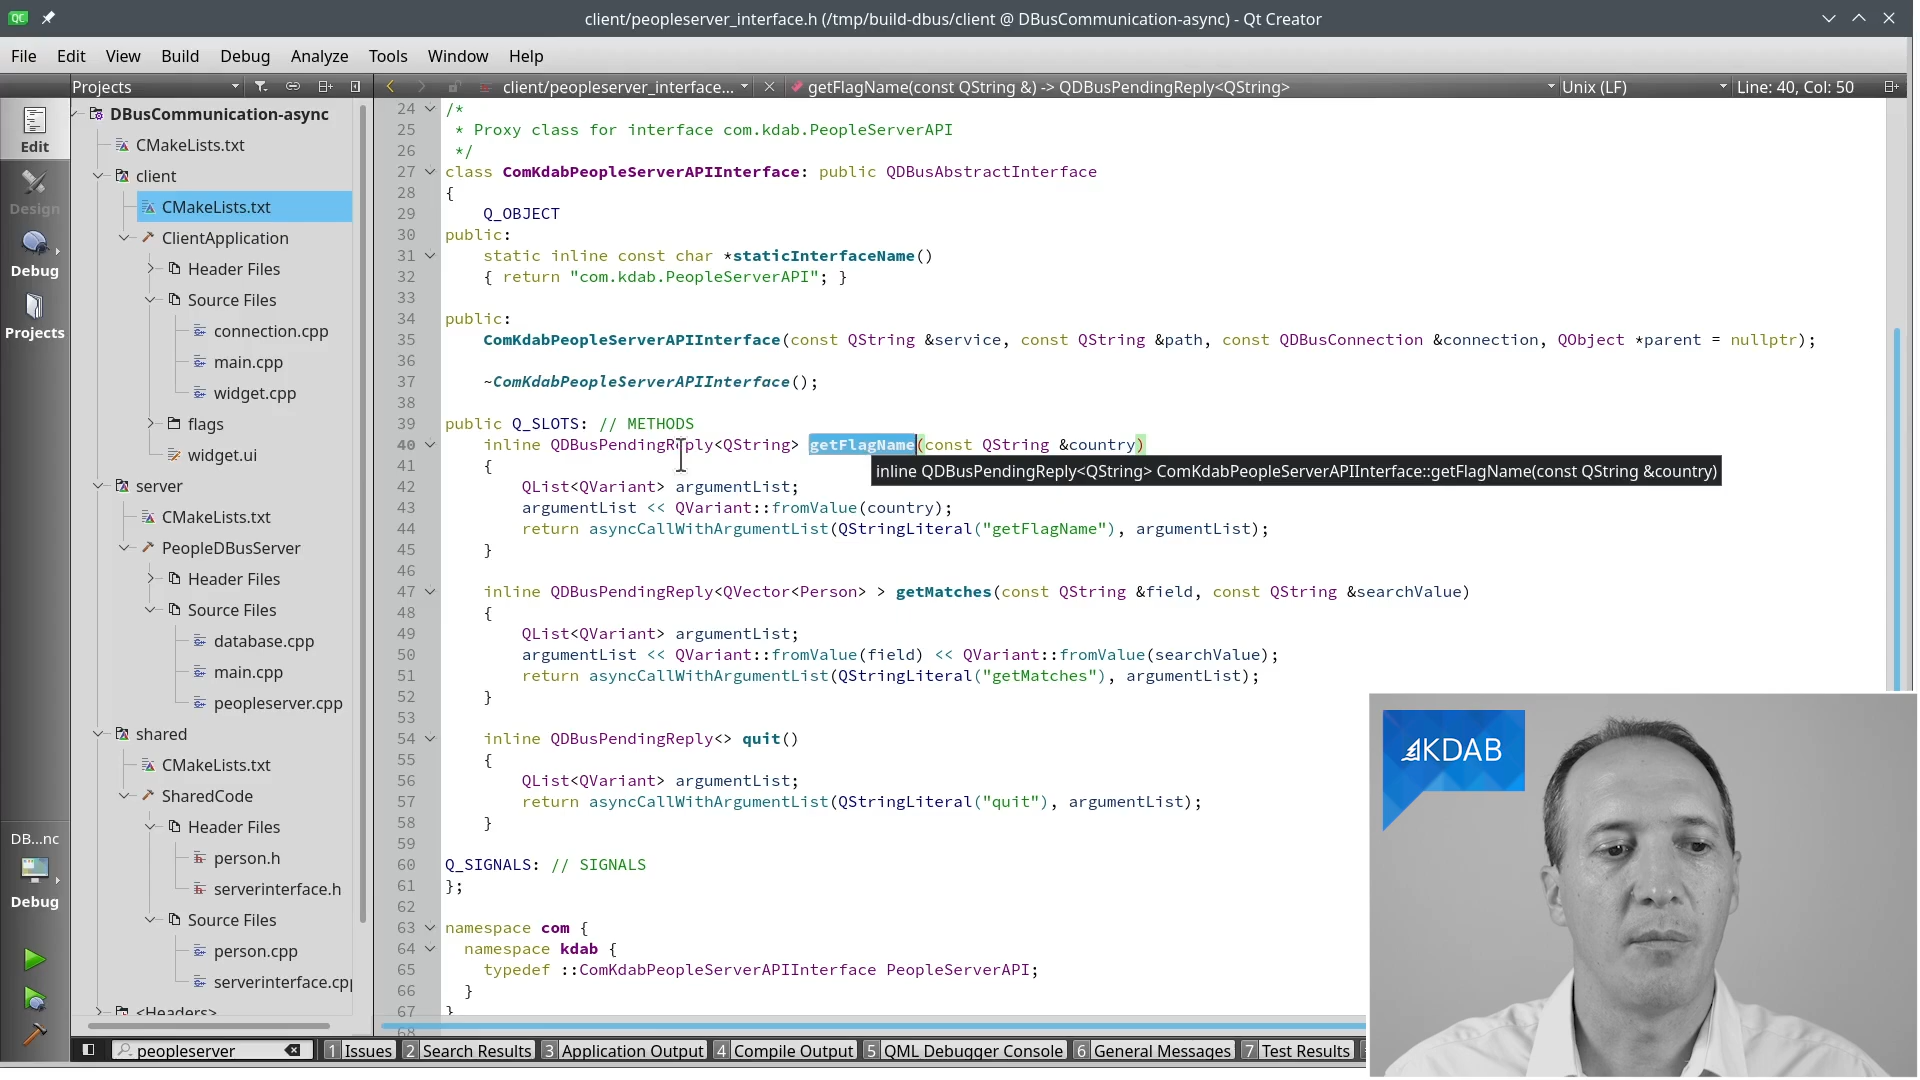 QC
client/peopleserver_interface.h (/tmp/build-dbus/client @ DBusCommunication-async) - Qt Creator
File Edit View Build Debug Analyze Tools Window Help
Projects
client/peopleserver_interface...
getFlagName(const QString &) -> QDBusPendingReply<QString>
Unix (LF)
Line: 40, Col: 50
Edit
Design
Debug
Projects
DB...nc
Debug
DBusCommunication-async
CMakeLists.txt
client
CMakeLists.txt
ClientApplication
Header Files
Source Files
connection.cpp
main.cpp
widget.cpp
flags
widget.ui
server
CMakeLists.txt
PeopleDBusServer
Header Files
Source Files
database.cpp
main.cpp
peopleserver.cpp
shared
CMakeLists.txt
SharedCode
Header Files
person.h
serverinterface.h
Source Files
person.cpp
serverinterface.cpp
<Headers>
24 /*
25 * Proxy class for interface com.kdab.PeopleServerAPI
26 */
27 class ComKdabPeopleServerAPIInterface: public QDBusAbstractInterface
28 {
29 Q_OBJECT
30 public:
31 static inline const char *staticInterfaceName()
32 { return "com.kdab.PeopleServerAPI"; }
33
34 public:
35 ComKdabPeopleServerAPIInterface(const QString &service, const QString &path, const QDBusConnection &connection, QObject *parent = nullptr);
36
37 ~ComKdabPeopleServerAPIInterface();
38
39 public Q_SLOTS: // METHODS
40 inline QDBusPendingReply<QString> getFlagName(const QString &country)
41 {
inline QDBusPendingReply<QString> ComKdabPeopleServerAPIInterface::getFlagName(const QString &country)
42 QList<QVariant> argumentList;
43 argumentList << QVariant::fromValue(country);
44 return asyncCallWithArgumentList(QStringLiteral("getFlagName"), argumentList);
45 }
46
47 inline QDBusPendingReply<QVector<Person> > getMatches(const QString &field, const QString &searchValue)
48 {
49 QList<QVariant> argumentList;
50 argumentList << QVariant::fromValue(field) << QVariant::fromValue(searchValue);
51 return asyncCallWithArgumentList(QStringLiteral("getMatches"), argumentList);
52 }
53
54 inline QDBusPendingReply<> quit()
55 {
56 QList<QVariant> argumentList;
57 return asyncCallWithArgumentList(QStringLiteral("quit"), argumentList);
58 }
59
60 Q_SIGNALS: // SIGNALS
61 };
62
63 namespace com {
64 namespace kdab {
65 typedef ::ComKdabPeopleServerAPIInterface PeopleServerAPI;
66 }
67 }
68
KDAB
peopleserver
1 Issues 2 Search Results 3 Application Output 4 Compile Output 5 QML Debugger Console 6 General Messages 7 Test Results